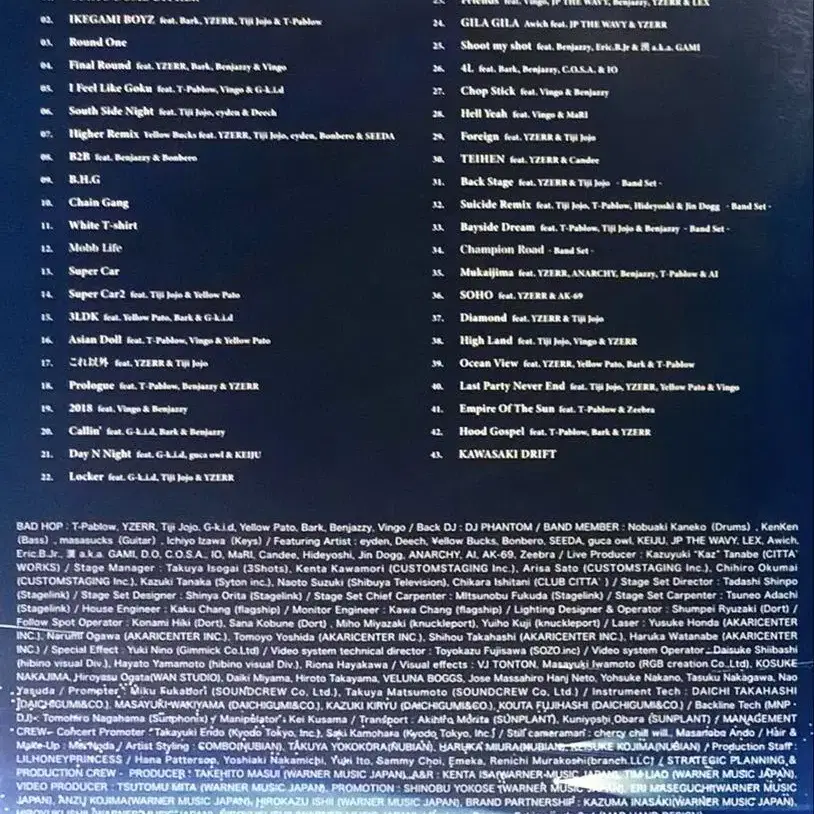 02. IKEGAMI BOYZ feat. Bark, YZERR, Tiji Jojo & T-Pablow
03. Round One
04. Final Round feat. YZERR, Bark, Benjazzy & Vingo
05. I Feel Like Goku feat. T-Pablow, Vingo & G-k.i.d
06. South Side Night feat. Tiji Jojo, eyden & Deech
07. Higher Remix Yellow Bucks feat. YZERR, Tiji Jojo, eyden, Bonbero & SEEDA
08. B2B feat. Benjazzy & Bonbero
09. B.H.G
10. Chain Gang
11. White T-shirt
12. Mobb Life
13. Super Car
14. Super Car2 feat. Tiji Jojo & Yellow Pato
15. 3LDK feat. Yellow Pato, Bark & G-k.i.d
16. Asian Doll feat. T-Pablow, Vingo & Yellow Pato
17. これ以外 feat. YZERR & Tiji Jojo
18. Prologue feat. T-Pablow, Benjazzy & YZERR
19. 2018 feat. Vingo & Benjazzy
20. Callin' feat. G-k.i.d, Bark & Benjazzy
21. Day N Night feat. G-k.i.d, guca owl & KEIJU
22. Locker feat. G-k.i.d, Tiji Jojo & YZERR
23. Friends feat. Vingo, JP THE WAVY, Benjazzy, YZERR & LEX
24. GILA GILA Awich feat. JP THE WAVY & YZERR
25. Shoot my shot feat. Benjazzy, Eric.B.Jr & 漢 a.k.a. GAMI
26. 4L feat. Bark, Benjazzy, C.O.S.A. & IO
27. Chop Stick feat. Vingo & Benjazzy
28. Hell Yeah feat. Vingo & MaRI
29. Foreign feat. YZERR & Tiji Jojo
30. TEIHEN feat. YZERR & Candee
31. Back Stage feat. YZERR & Tiji Jojo - Band Set -
32. Suicide Remix feat. Tiji Jojo, T-Pablow, Hideyoshi & Jin Dogg - Band Set -
33. Bayside Dream feat. T-Pablow, Tiji Jojo & Benjazzy - Band Set -
34. Champion Road - Band Set -
35. Mukaijima feat. YZERR, ANARCHY, Benjazzy, T-Pablow & AI
36. SOHO feat. YZERR & AK-69
37. Diamond feat. YZERR & Tiji Jojo
38. High Land feat. Tiji Jojo, Vingo & YZERR
39. Ocean View feat. YZERR, Yellow Pato, Bark & T-Pablow
40. Last Party Never End feat. Tiji Jojo, YZERR, Yellow Pato & Vingo
41. Empire Of The Sun feat. T-Pablow & Zeebra
42. Hood Gospel feat. T-Pablow, Bark & YZERR
43. KAWASAKI DRIFT
BAD HOP : T-Pablow, YZERR, Tiji Jojo, G-k.i.d, Yellow Pato, Bark, Benjazzy, Vingo / Back DJ : DJ PHANTOM / BAND MEMBER : Nobuaki Kaneko (Drums) , KenKen
(Bass) , masasucks (Guitar) , Ichiyo Izawa (Keys) / Featuring Artist : eyden, Deech, Yellow Bucks, Bonbero, SEEDA, guca owl, KEIJU, JP THE WAVY, LEX, Awich,
Eric.B.Jr., 漢 a.k.a. GAMI, D.O, C.O.S.A., IO, MaRI, Candee, Hideyoshi, Jin Dogg, ANARCHY, AI, AK-69, Zeebra / Live Producer : Kazuyuki "Kaz" Tanabe (CITTA'
WORKS) / Stage Manager : Takuya Isogai (3Shots), Kenta Kawamori (CUSTOMSTAGING Inc.), Arisa Sato (CUSTOMSTAGING Inc.), Chihiro Okumai
(CUSTOMSTAGING Inc.), Kazuki Tanaka (Syton inc.), Naoto Suzuki (Shibuya Television), Chikara Ishitani (CLUB CITTA' ) / Stage Set Director : Tadashi Shinpo
(Stagelink) / Stage Set Designer : Shinya Orita (Stagelink) / Stage Set Chief Carpenter : MItsunobu Fukuda (Stagelink) / Stage Set Carpenter : Tsuneo Adachi
(Stagelink) / House Engineer : Kaku Chang (flagship) / Monitor Engineer : Kawa Chang (flagship) / Lighting Designer & Operator : Shumpei Ryuzaki (Dort) /
Follow Spot Operator : Konami Hiki (Dort), Sana Kobune (Dort) , Miho Miyazaki (knuckleport), Yuiho Kuji (knuckleport) / Laser : Yusuke Honda (AKARICENTER
INC.), Narumi Ogawa (AKARICENTER INC.), Tomoyo Yoshida (AKARICENTER INC.), Shihou Takahashi (AKARICENTER INC.), Haruka Watanabe (AKARICENTER
INC.) / Special Effect : Yuki Nino (Gimmick Co.Ltd) / Video system technical director : Toyokazu Fujisawa(SOZO.inc) / Video system Operator : Daisuke Shiibashi
(hibino visual Div.), Hayato Yamamoto (hibino visual Div.), Riona Hayakawa / Visual effects : VJ TONTON, Masayuki Iwamoto (RGB creation Co.,Ltd), KOSUKE
NAKAJIMA, Hiroyasu Ogata(WAN STUDIO), Daiki Miyama, Hiroto Takayama, VELUNA BOGGS, Jose Massahiro Hanj Neto, Yohsuke Nakano, Tasuku Nakagawa, Nao
Yasuda / Prompter : Miku Fukatori (SOUNDCREW Co, Ltd.), Takuya Matsumoto (SOUNDCREW Co, Ltd.) / Instrument Tech : DAICHI TAKAHASHI
(DAICHIGUMI&CO.), MASAYUKI WAKIYAMA (DAICHIGUMI&CO.), KAZUKI KIRYU (DAICHIGUMI&CO.), KOUTA FUJIHASHI (DAICHIGUMI&CO.) / Backline Tech (MNP·
DJ) : Tomohiro Nagahama (Sunphonix) / Manipulator : Kei Kusama / Transport : Akihito Morita (SUNPLANT), Kuniyoshi Obara (SUNPLANT) / MANAGEMENT
CREW- Concert Promoter : Takayuki Endo (Kyodo Tokyo, Inc.), Saki Kamohara (Kyodo Tokyo, Inc.) / Still cameraman : cherry chill will., Masanobu Ando / Hair &
Make-Up : / Artist Styling : COMBO(NUBIAN), TAKUYA YOKOKORA(NUBIAN), HARUKA MIURA(NUBIAN), KEISUKE KOJIMA(NUBIAN) / Production Staff :
LILHONEYPRINCESS / Hana Patterson, Yoshiaki Nakamichi, Yuki Ito, Sammy Choi, Emeka, Renichi Murakoshi(branch.LLC) / STRATEGIC PLANNING &
PRODUCTION CREW - PRODUCER : TAKEHITO MASUI (WARNER MUSIC JAPAN), A&R : KENTA ISA(WARNER MUSIC JAPAN), TIM LIAO (WARNER MUSIC JAPAN),
VIDEO PRODUCER : TSUTOMU MITA (WARNER MUSIC JAPAN), PROMOTION : SHINOBU YOKOSE (WARNER MUSIC JAPAN), ERI MASEGUCHI(WARNER MUSIC
JAPAN), ANZU KOJIMA(WARNER MUSIC JAPAN), HIROKAZU ISHII (WARNER MUSIC JAPAN), BRAND PARTNERSHIP : KAZUMA INASAKI(WARNER MUSIC